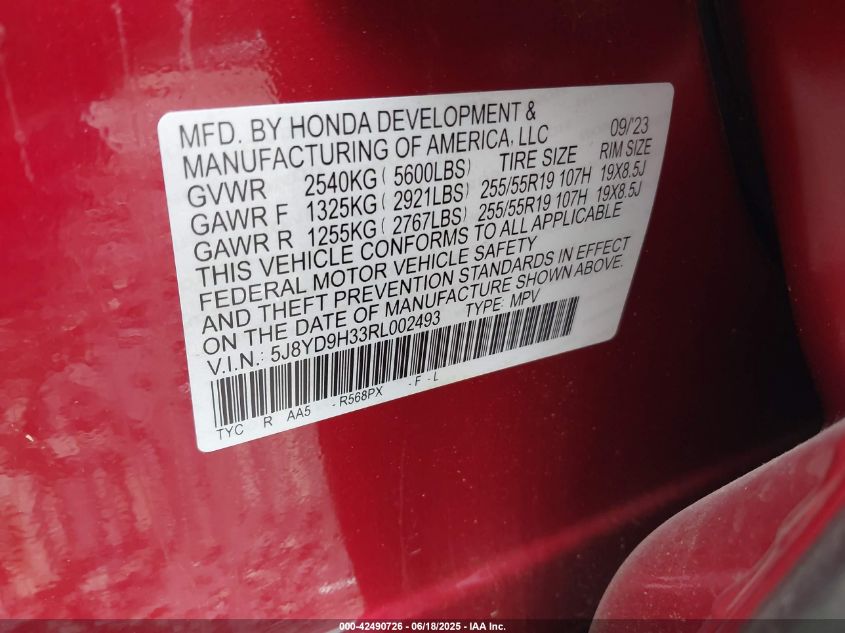 MFD. BY HONDA DEVELOPMENT &
MANUFACTURING OF AMERICA, LLC 09/'23
GVWR 2540KG ( 5600LBS) TIRE SIZE RIM SIZE
GAWR F 1325KG ( 2921LBS) 255/55R19 107H 19X8.5J
GAWR R 1255KG ( 2767LBS) 255/55R19 107H 19X8.5J
THIS VEHICLE CONFORMS TO ALL APPLICABLE
FEDERAL MOTOR VEHICLE SAFETY
AND THEFT PREVENTION STANDARDS IN EFFECT
ON THE DATE OF MANUFACTURE SHOWN ABOVE.
V.I.N.: 5J8YD9H33RL002493 TYPE: MPV
TYC R AA5 -R568PX -F-L
000-42490726 - 06/18/2025 - IAA Inc.